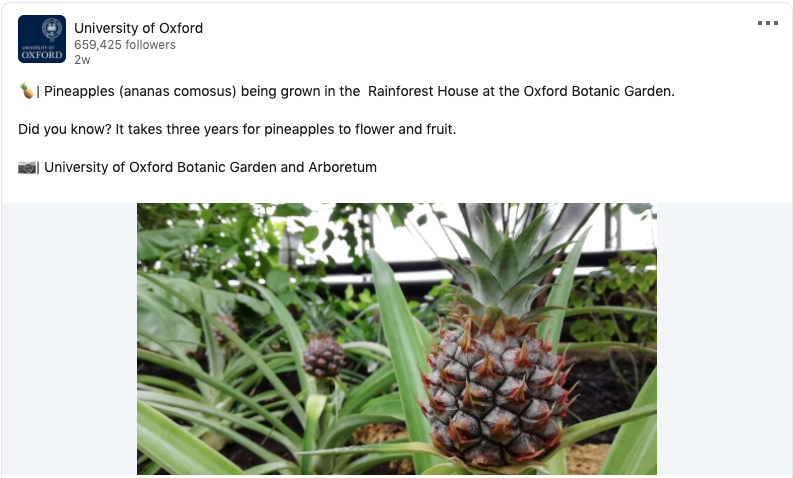 UNIVERSITY OF
OXFORD
University of Oxford
659,425 followers
2w
🍍| Pineapples (ananas comosus) being grown in the  Rainforest House at the Oxford Botanic Garden.
Did you know? It takes three years for pineapples to flower and fruit.
📷| University of Oxford Botanic Garden and Arboretum